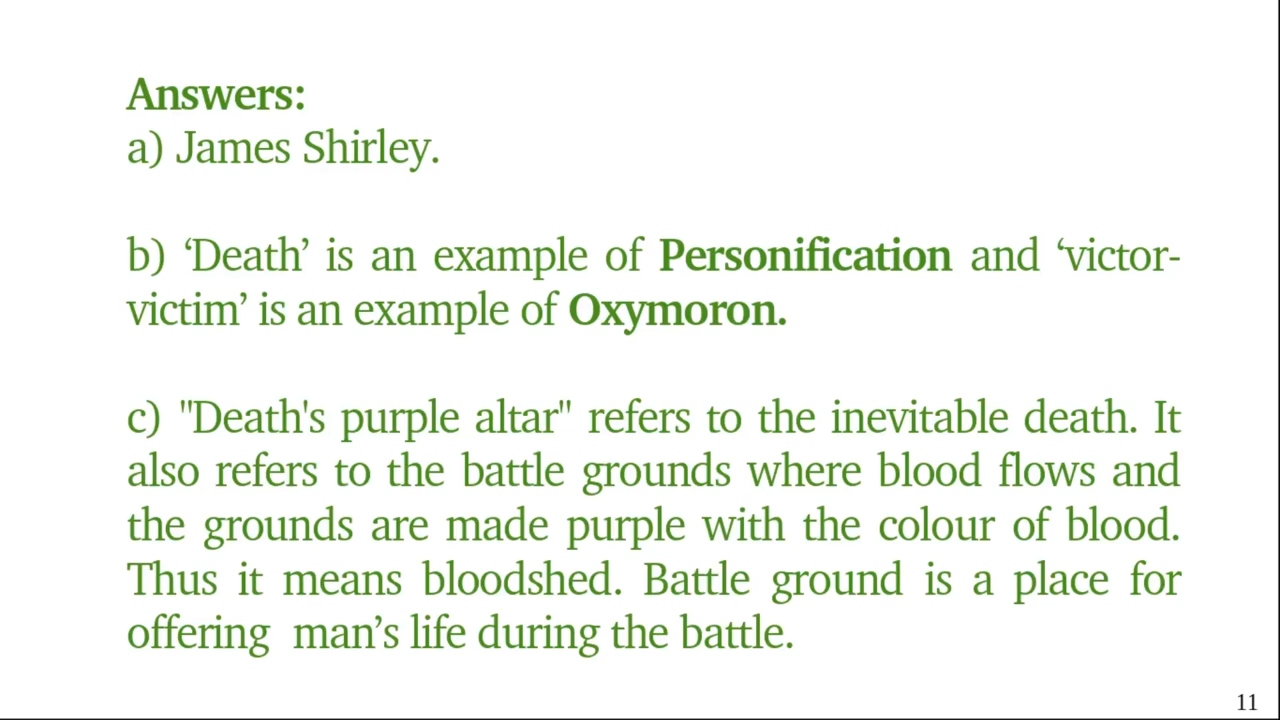 Answers:
a) James Shirley.
b) ‘Death’ is an example of Personification and ‘victor-
victim’ is an example of Oxymoron.
c) "Death's purple altar" refers to the inevitable death. It
also refers to the battle grounds where blood flows and
the grounds are made purple with the colour of blood.
Thus it means bloodshed. Battle ground is a place for
offering man’s life during the battle.
11